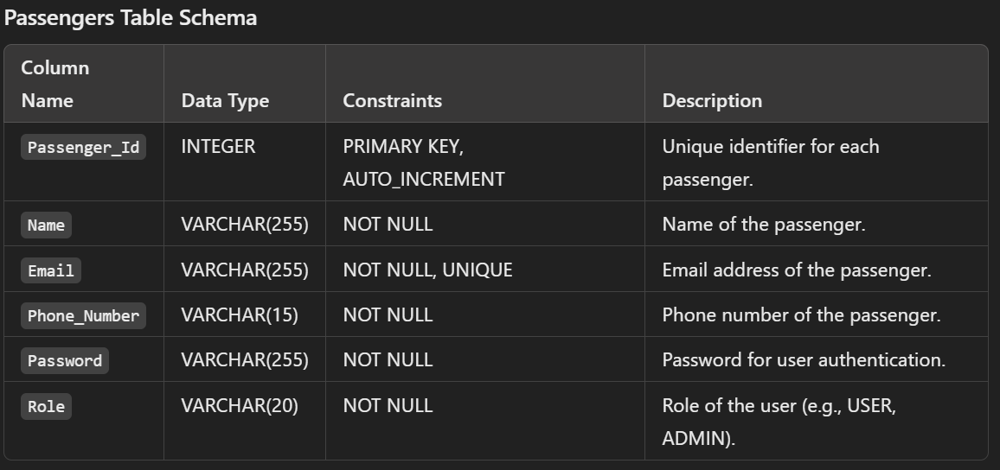 Passengers Table Schema
Column
Name Data Type Constraints Description
Passenger_Id INTEGER PRIMARY KEY, Unique identifier for each
AUTO_INCREMENT passenger.
Name VARCHAR(255) NOT NULL Name of the passenger.
Email VARCHAR(255) NOT NULL, UNIQUE Email address of the passenger.
Phone_Number VARCHAR(15) NOT NULL Phone number of the passenger.
Password VARCHAR(255) NOT NULL Password for user authentication.
Role VARCHAR(20) NOT NULL Role of the user (e.g., USER,
ADMIN).